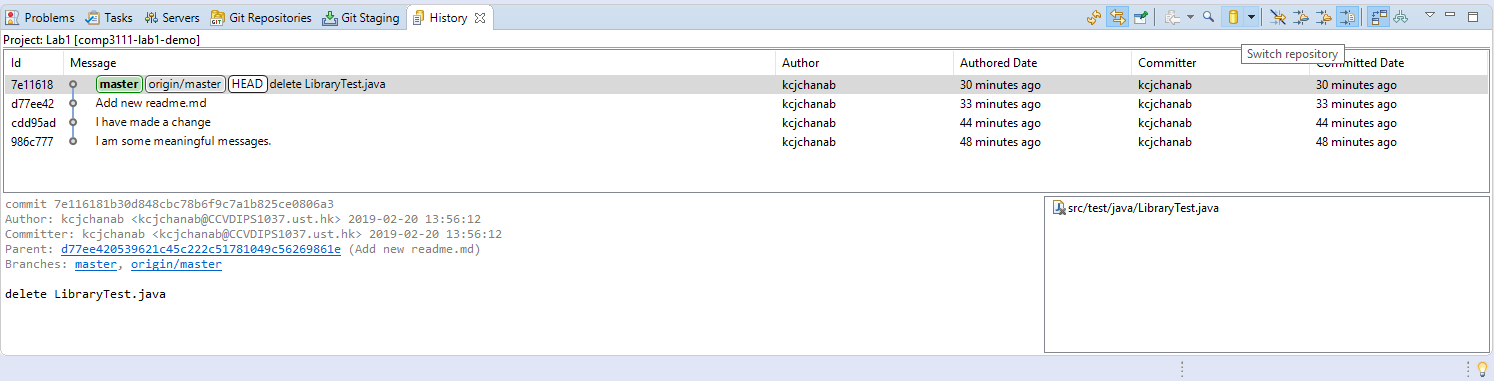 Problems Tasks Servers Git Repositories Git Staging History
Project: Lab1 [comp3111-lab1-demo]
Switch repository
Id Message Author Authored Date Committer Committed Date
7e11618 master origin/master HEAD delete LibraryTest.java kcjchanab 30 minutes ago kcjchanab 30 minutes ago
d77ee42 Add new readme.md kcjchanab 33 minutes ago kcjchanab 33 minutes ago
cdd95ad I have made a change kcjchanab 44 minutes ago kcjchanab 44 minutes ago
986c777 I am some meaningful messages. kcjchanab 48 minutes ago kcjchanab 48 minutes ago
commit 7e116181b30d848cbc78b6f9c7a1b825ce0806a3
Author: kcjchanab <kcjchanab@CCVDIPS1037.ust.hk> 2019-02-20 13:56:12
Committer: kcjchanab <kcjchanab@CCVDIPS1037.ust.hk> 2019-02-20 13:56:12
Parent: d77ee420539621c45c222c51781049c56269861e (Add new readme.md)
Branches: master, origin/master
delete LibraryTest.java
src/test/java/LibraryTest.java